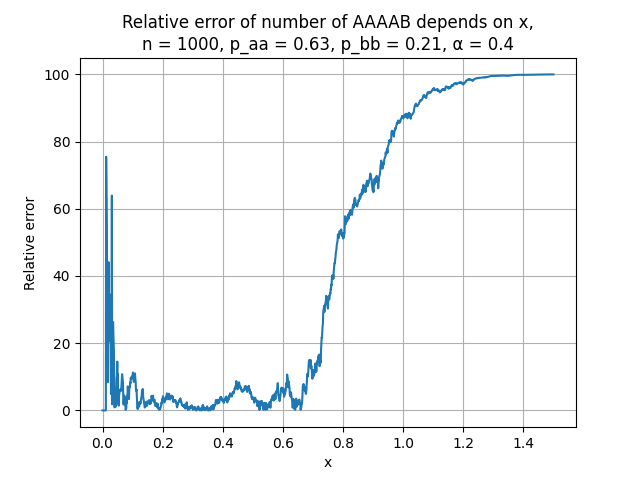 Relative error of number of AAAAB depends on x,
n = 1000, p_aa = 0.63, p_bb = 0.21, α = 0.4
100
80
60
40
20
0
Relative error
0.0 0.2 0.4 0.6 0.8 1.0 1.2 1.4
x